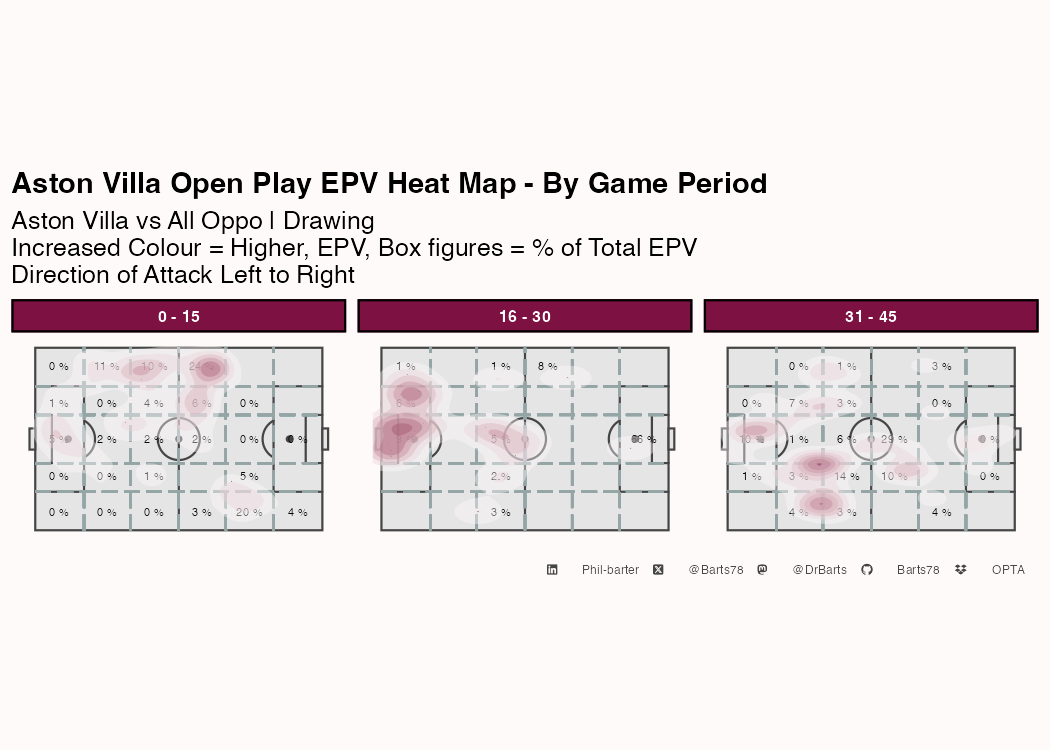 Aston Villa Open Play EPV Heat Map - By Game Period
Aston Villa vs All Oppo | Drawing
Increased Colour = Higher, EPV, Box figures = % of Total EPV
Direction of Attack Left to Right
0 - 15
16 - 30
31 - 45
0 % 11 % 10 % 24
1 % 0 % 4 % 6 % 0 %
5 % 2 % 2 % 2 % 0 % 0 %
0 % 0 % 1 % 5 %
0 % 0 % 0 % 3 % 20 % 4 %
1 % 1 % 8 %
5 %
2 %
3 %
0 % 1 % 3 %
0 % 7 % 3 % 0 %
10 % 1 % 6 % 29 % 0 %
1 % 3 % 14 % 10 % 0 %
4 % 3 % 4 %
Phil-barter @Barts78 @DrBarts Barts78 OPTA